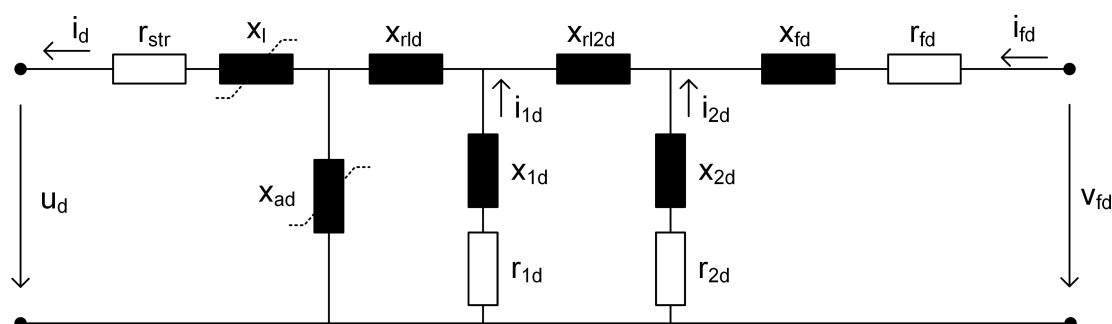 i_d r_str x_l x_rld x_rl2d x_fd r_fd i_fd
i_1d i_2d
x_ad x_1d x_2d
u_d v_fd
r_1d r_2d